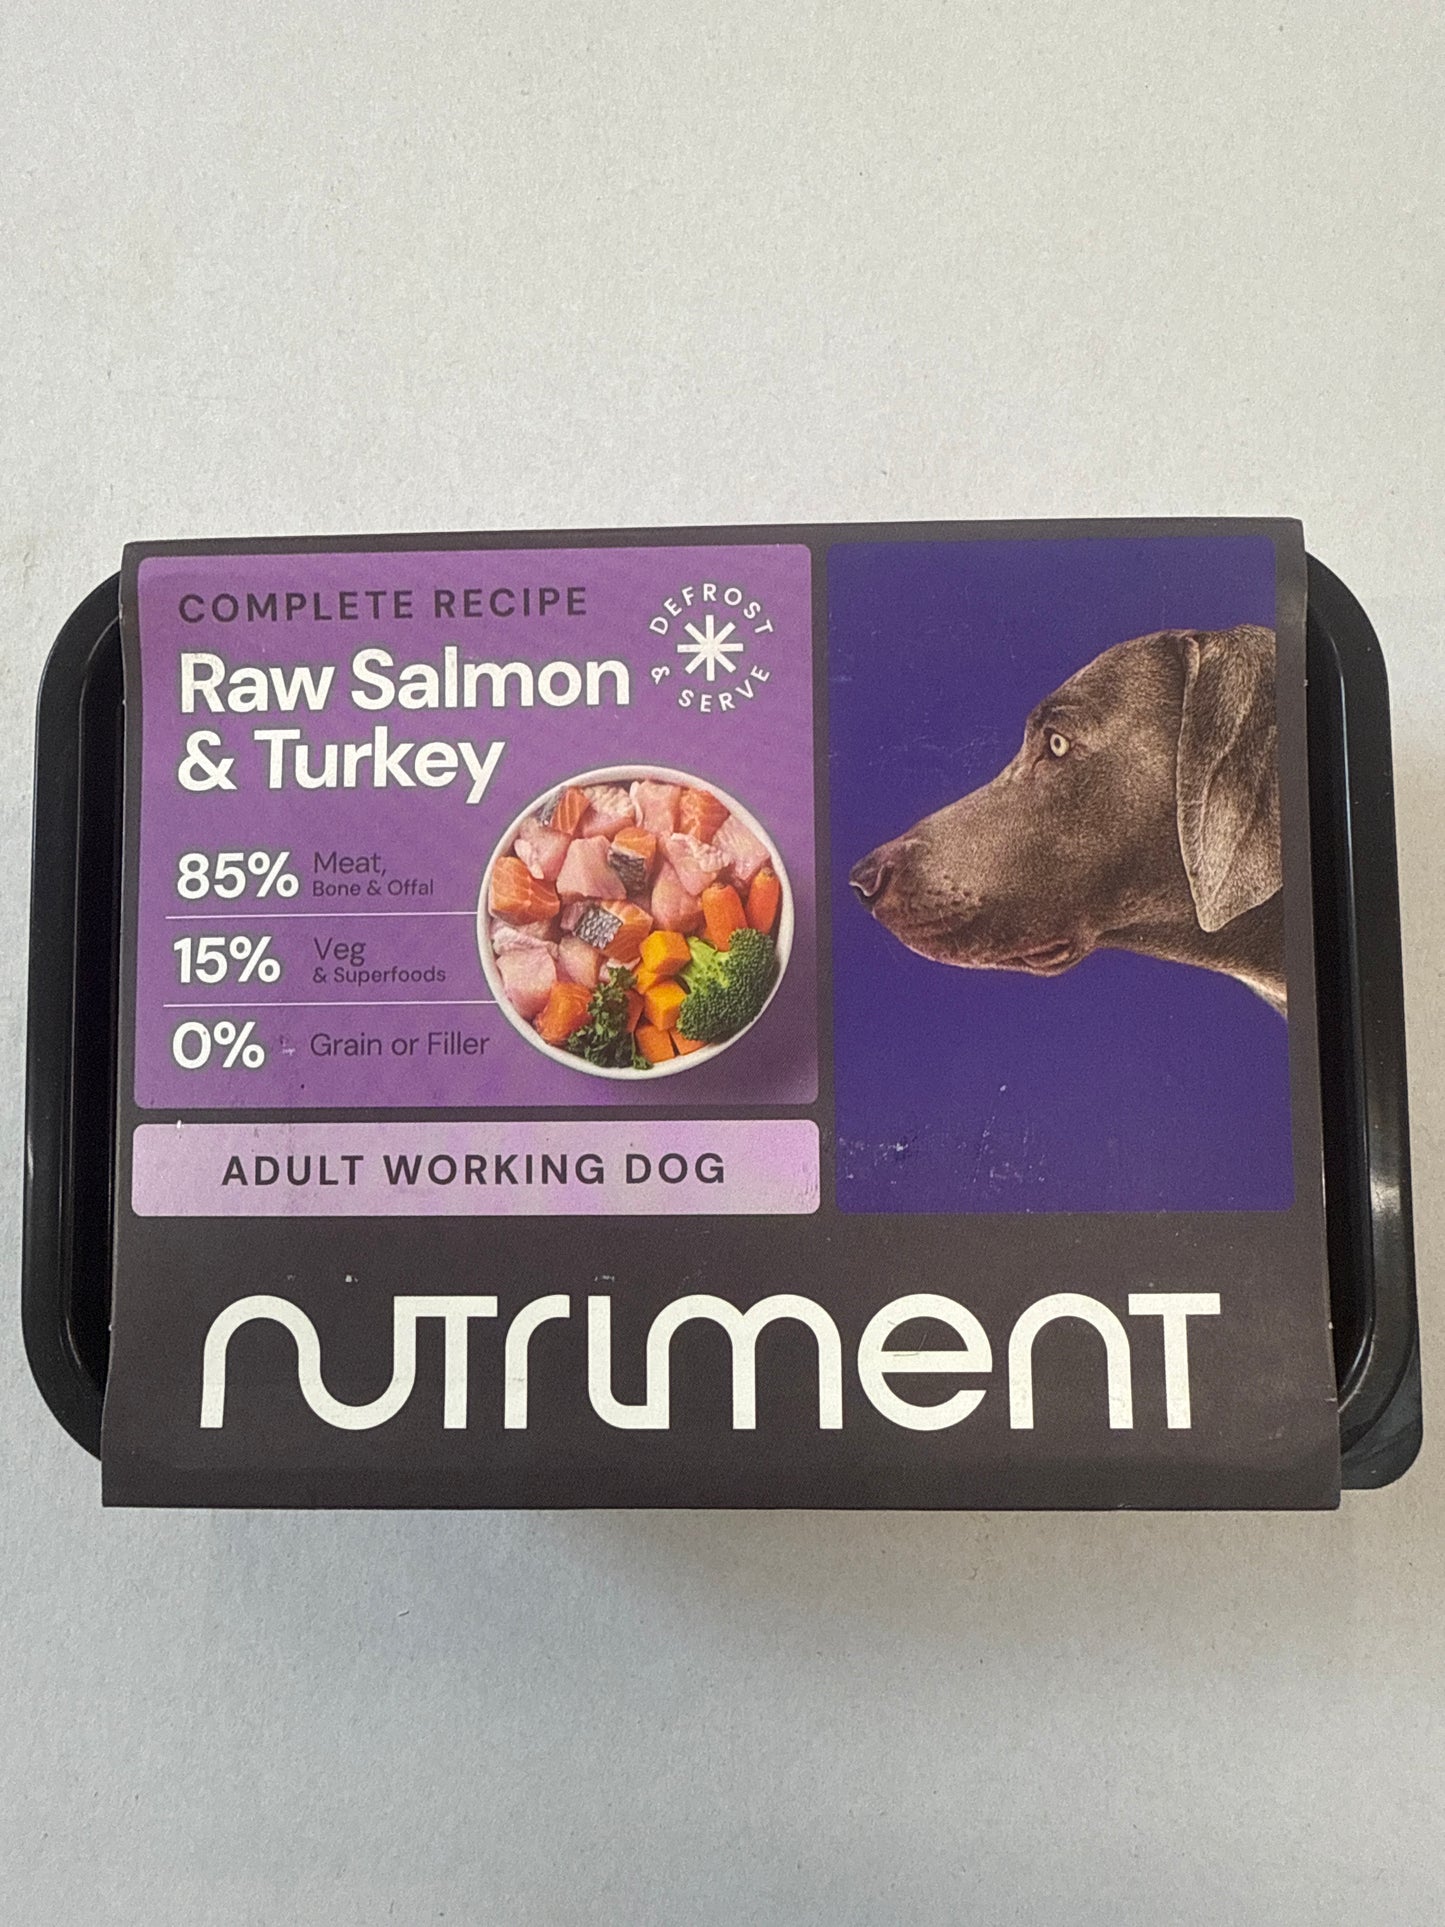 COMPLETE RECIPE
Raw Salmon
& Turkey
DEFROST
& SERVE
85% Meat,
Bone & Offal
15% Veg
& Superfoods
0% Grain or Filler
ADULT WORKING DOG
nutriment